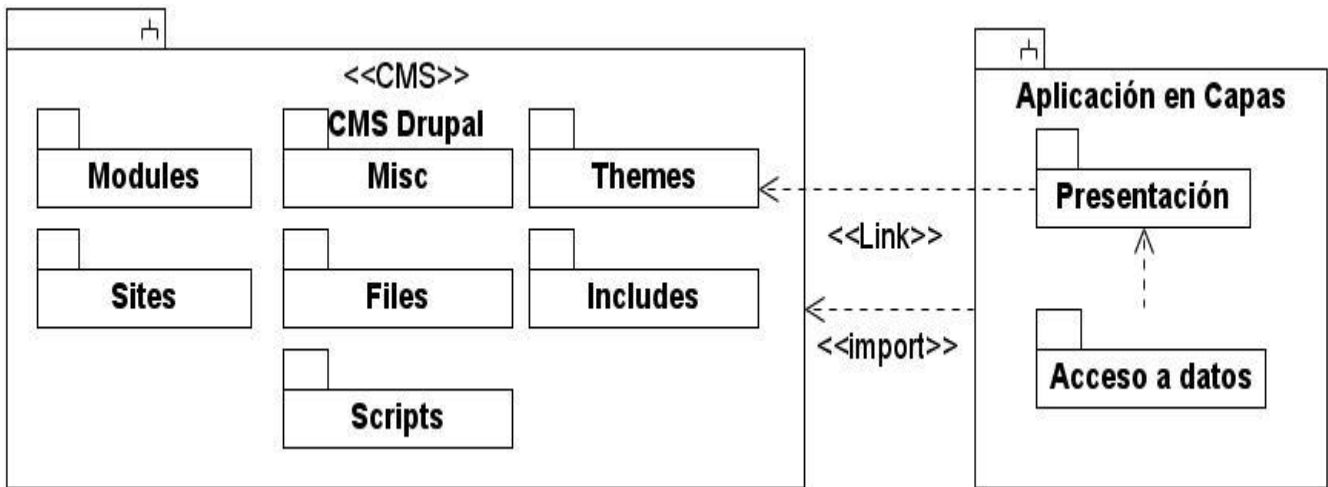 <<CMS>>
CMS Drupal
Modules
Misc
Themes
Sites
Files
Includes
Scripts
<<Link>>
<<import>>
Aplicación en Capas
Presentación
Acceso a datos